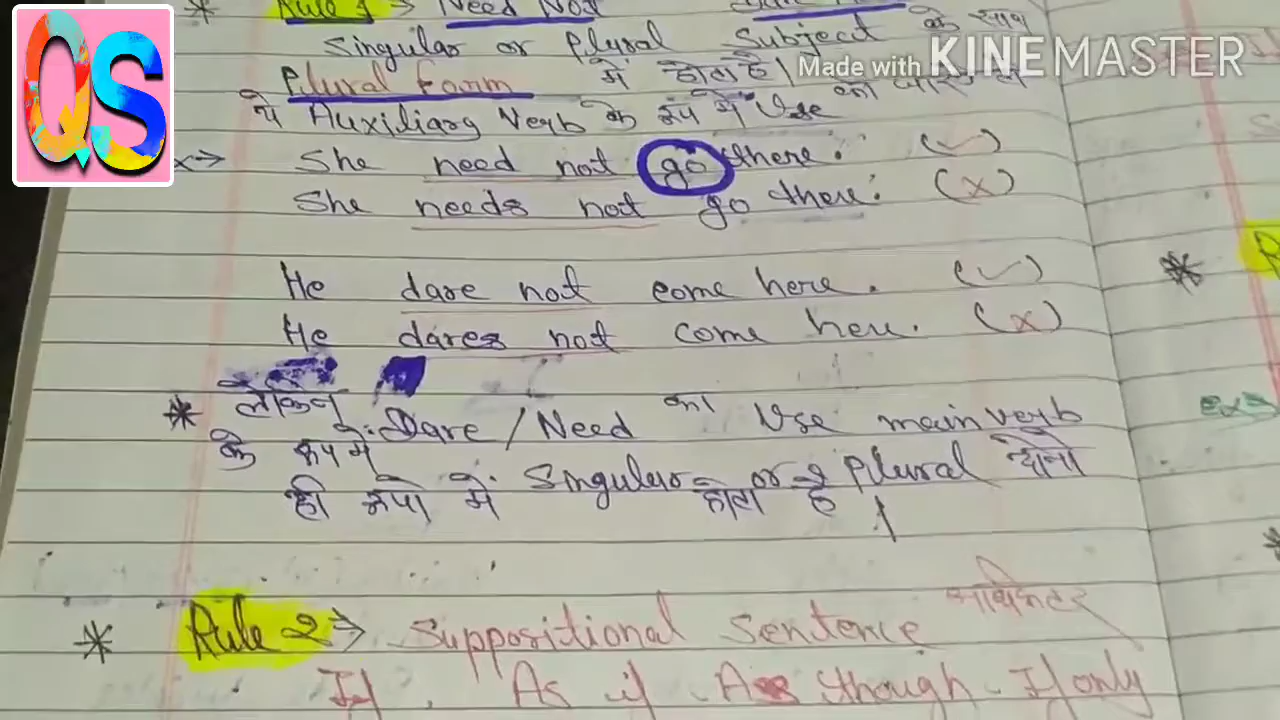 QS
Made with KINEMASTER
* Rule 1 → Need Not
Singular or Plural Subject के साथ
Plural Form में होता है।
ये Auxiliary Verb के रूप में Use
She need not go there. (✓)
She needs not go there. (x)
He dare not come here. (✓)
He dares not come here. (x)
* लेकिन Dare / Need का Use main verb
के रूप में Singular or Plural दोनो
ही रूपो में होता है।
* Rule 2 → Suppositional Sentence
If, As if, As though, If only